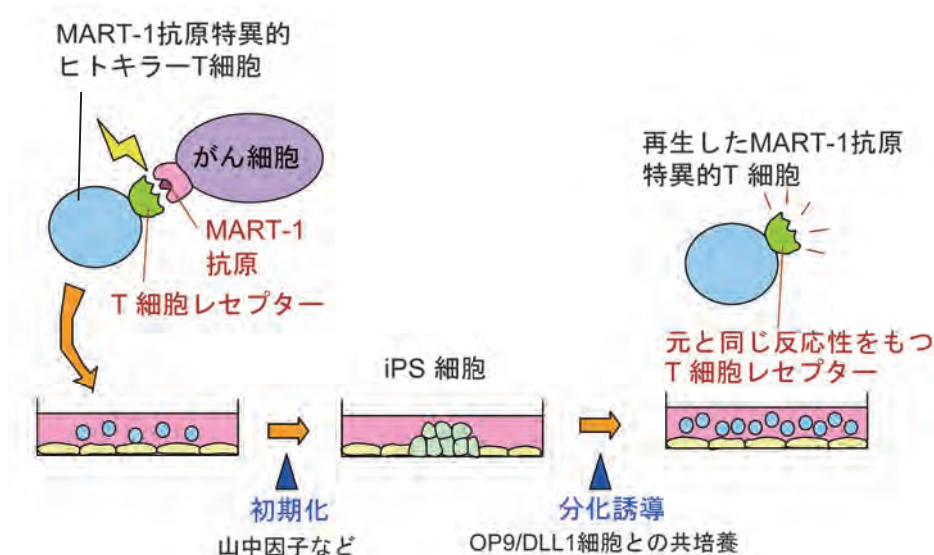 MART-1抗原特異的
ヒトキラーT細胞
がん細胞
MART-1
抗原
T 細胞レセプター
再生したMART-1抗原
特異的T 細胞
元と同じ反応性をもつ
T 細胞レセプター
iPS 細胞
初期化
山中因子など
分化誘導
OP9/DLL1細胞との共培養